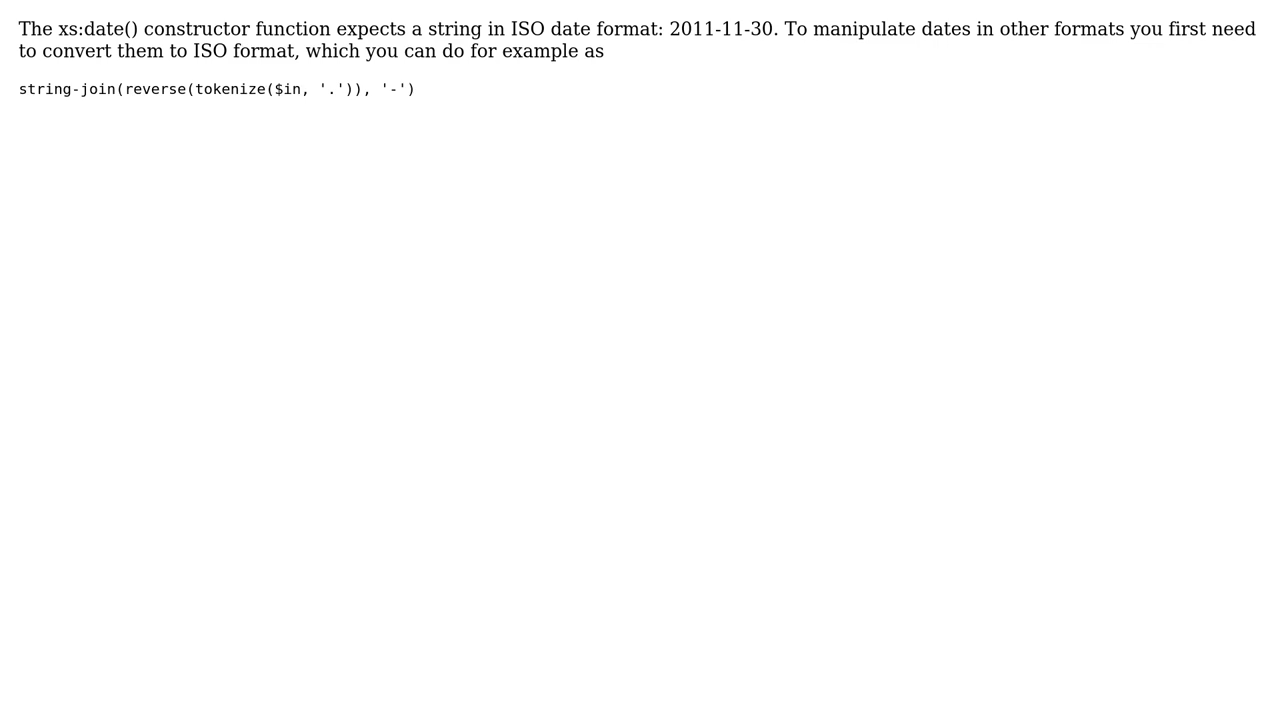 The xs:date() constructor function expects a string in ISO date format: 2011-11-30. To manipulate dates in other formats you first need
to convert them to ISO format, which you can do for example as
string-join(reverse(tokenize($in, '.')), '-')